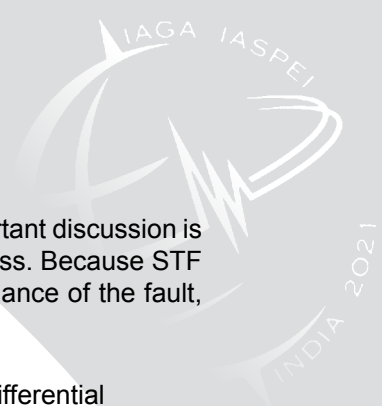 IAGA IASPEI
INDIA 2021
rtant discussion is
ss. Because STF
ance of the fault,
ifferential